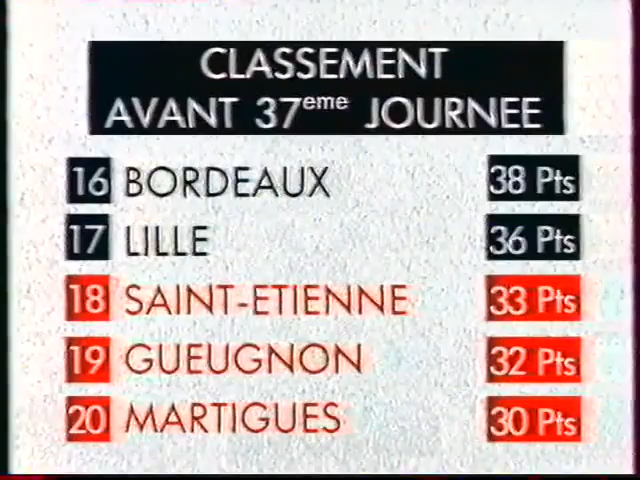 CLASSEMENT
AVANT 37eme JOURNEE
16 BORDEAUX 38 Pts
17 LILLE 36 Pts
18 SAINT-ETIENNE 33 Pts
19 GUEUGNON 32 Pts
20 MARTIGUES 30 Pts